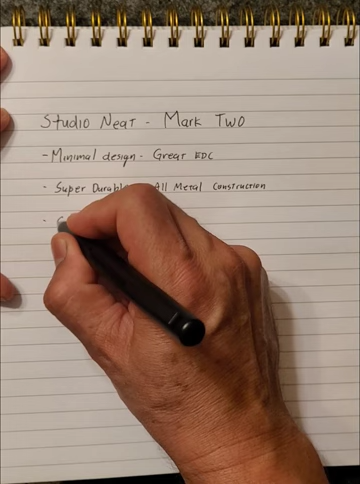 Studio Neat - Mark Two
- Minimal design - Great EDC
- Super Durable All Metal Construction
-